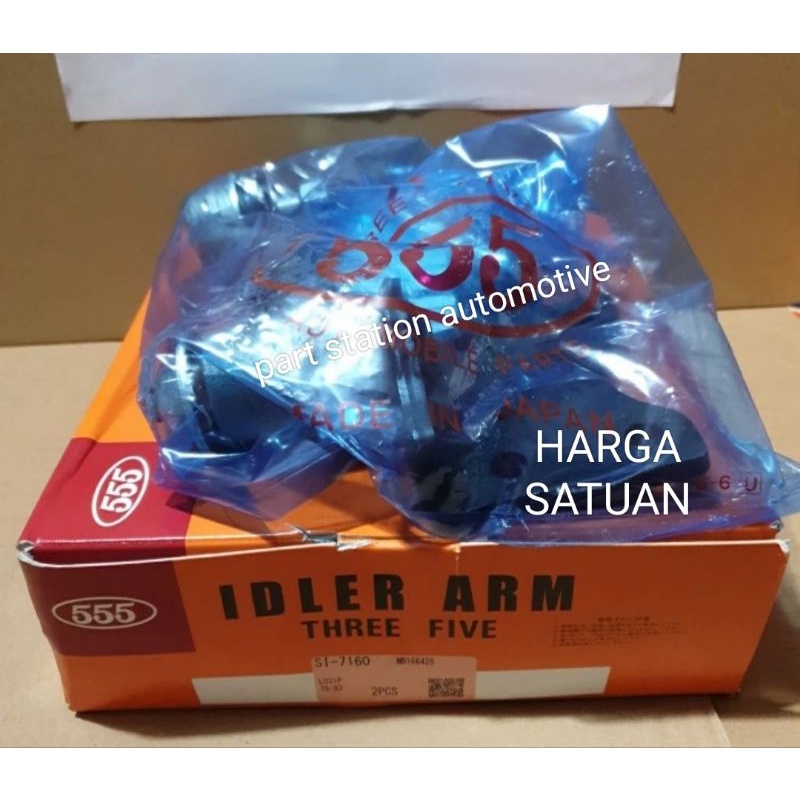 555
part station automotive
MADE IN JAPAN
HARGA
SATUAN
555
555
IDLER ARM
THREE FIVE
SI-7160 MB166420
2PCS